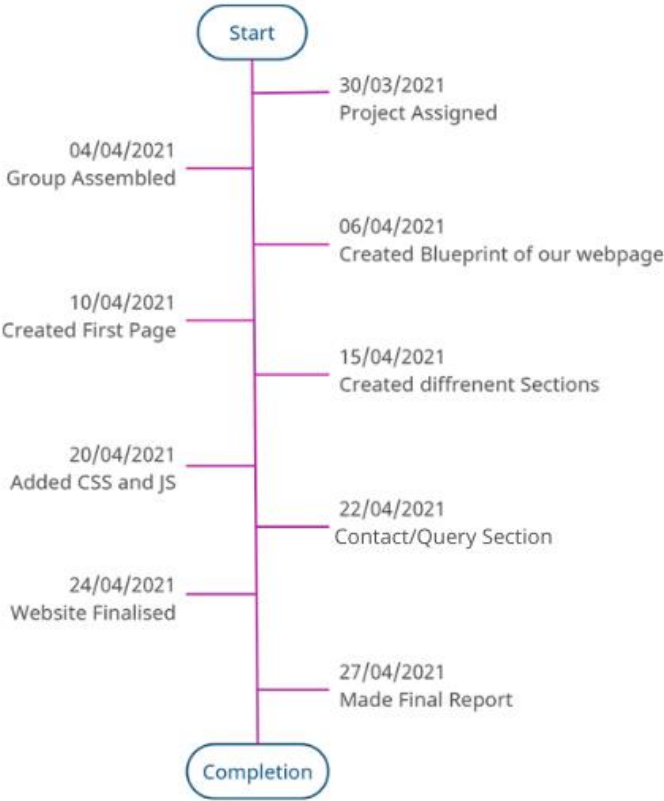 Start
30/03/2021
Project Assigned
04/04/2021
Group Assembled
06/04/2021
Created Blueprint of our webpage
10/04/2021
Created First Page
15/04/2021
Created diffrenent Sections
20/04/2021
Added CSS and JS
22/04/2021
Contact/Query Section
24/04/2021
Website Finalised
27/04/2021
Made Final Report
Completion